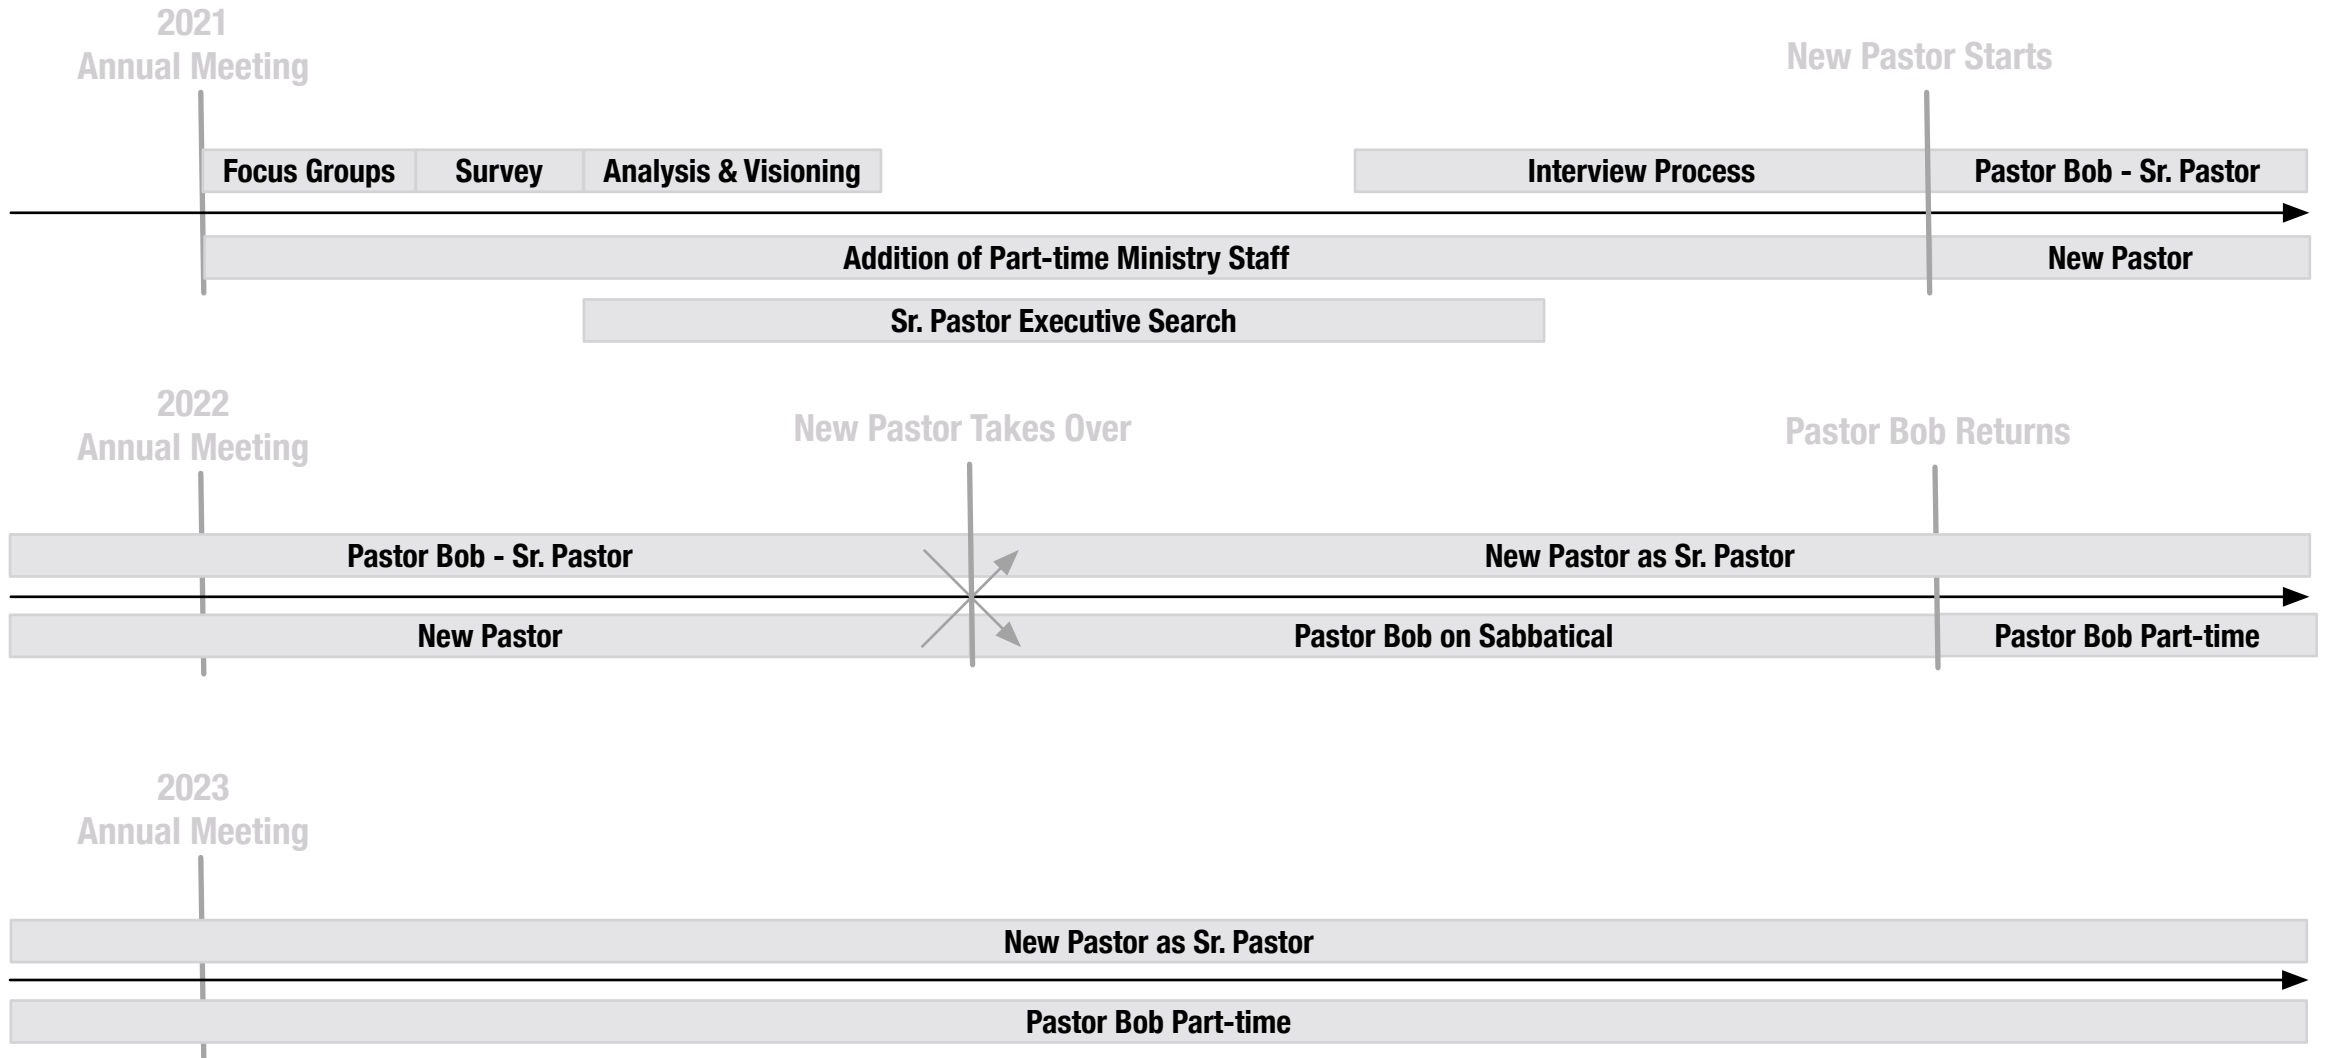 2021
Annual Meeting
New Pastor Starts
Focus Groups
Survey
Analysis & Visioning
Interview Process
Pastor Bob - Sr. Pastor
Addition of Part-time Ministry Staff
New Pastor
Sr. Pastor Executive Search
2022
Annual Meeting
New Pastor Takes Over
Pastor Bob Returns
Pastor Bob - Sr. Pastor
New Pastor as Sr. Pastor
New Pastor
Pastor Bob on Sabbatical
Pastor Bob Part-time
2023
Annual Meeting
New Pastor as Sr. Pastor
Pastor Bob Part-time